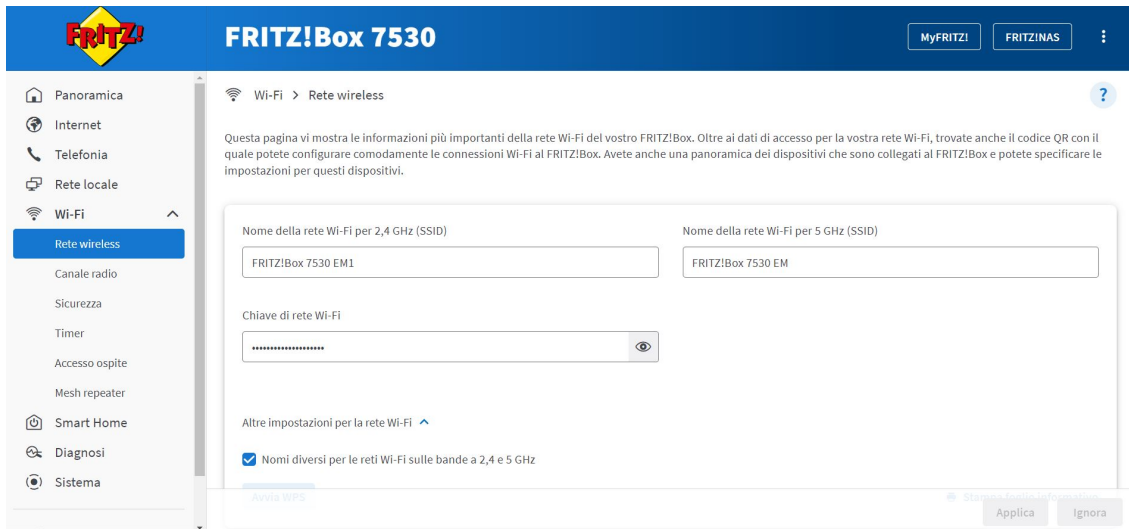 FRITZ!
FRITZ!Box 7530
MyFRITZ!
FRITZ!NAS
Panoramica
Internet
Telefonia
Rete locale
Wi-Fi
Rete wireless
Canale radio
Sicurezza
Timer
Accesso ospite
Mesh repeater
Smart Home
Diagnosi
Sistema
Wi-Fi > Rete wireless
?
Questa pagina vi mostra le informazioni più importanti della rete Wi-Fi del vostro FRITZ!Box. Oltre ai dati di accesso per la vostra rete Wi-Fi, trovate anche il codice QR con il
quale potete configurare comodamente le connessioni Wi-Fi al FRITZ!Box. Avete anche una panoramica dei dispositivi che sono collegati al FRITZ!Box e potete specificare le
impostazioni per questi dispositivi.
Nome della rete Wi-Fi per 2,4 GHz (SSID)
FRITZ!Box 7530 EM1
Nome della rete Wi-Fi per 5 GHz (SSID)
FRITZ!Box 7530 EM
Chiave di rete Wi-Fi
•••••••••••••••••••
Altre impostazioni per la rete Wi-Fi
Nomi diversi per le reti Wi-Fi sulle bande a 2,4 e 5 GHz
Avvia WPS
Stampa foglio informativo
Applica
Ignora